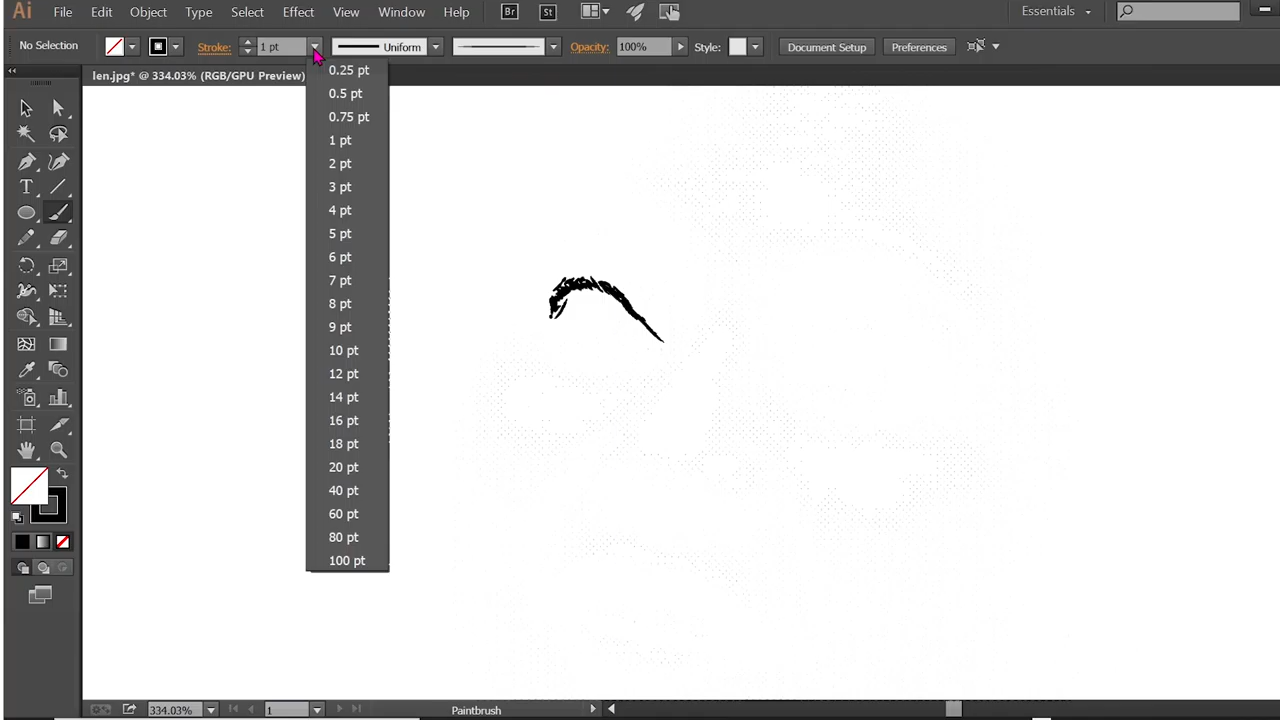 Ai File Edit Object Type Select Effect View Window Help Br St Essentials
No Selection Stroke: 1 pt Uniform Opacity: 100% Style: Document Setup Preferences
len.jpg* @ 334.03% (RGB/GPU Preview)
0.25 pt
0.5 pt
0.75 pt
1 pt
2 pt
3 pt
4 pt
5 pt
6 pt
7 pt
8 pt
9 pt
10 pt
12 pt
14 pt
16 pt
18 pt
20 pt
40 pt
60 pt
80 pt
100 pt
334.03% 1 Paintbrush